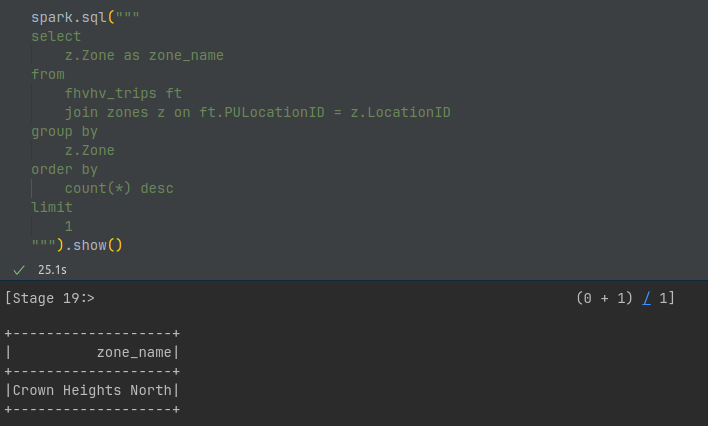 spark.sql("""
select
    z.Zone as zone_name
from
    fhvhv_trips ft
    join zones z on ft.PULocationID = z.LocationID
group by
    z.Zone
order by
    count(*) desc
limit
    1
""").show()
✓ 25.1s
[Stage 19:>                                                          (0 + 1) / 1]
+-------------------+
|          zone_name|
+-------------------+
|Crown Heights North|
+-------------------+